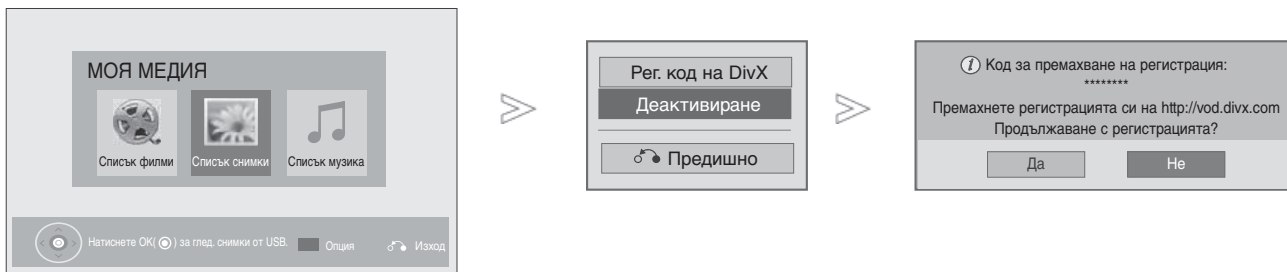 МОЯ МЕДИЯ
Списък филми
Списък снимки
Списък музика
Натиснете OK( ) за глед. снимки от USB.
Опция
Изход
Рег. код на DivX
Деактивиране
Предишно
i Код за премахване на регистрация:
********
Премахнете регистрацията си на http://vod.divx.com
Продължаване с регистрацията?
Да
Не